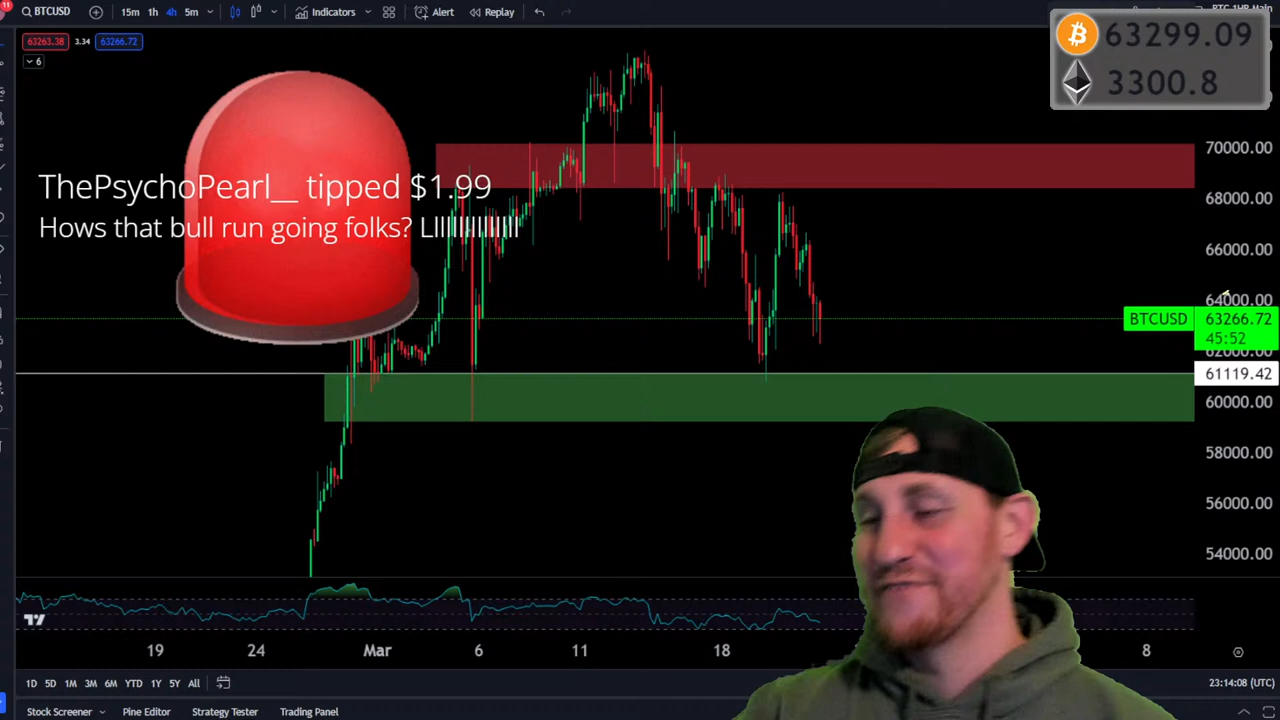 11
BTCUSD
15m 1h 4h 5m
Indicators
Alert
Replay
63263.38 3.34 63266.72
6
63299.09
3300.8
ThePsychoPearl__ tipped $1.99
70000.00
68000.00
66000.00
64000.00
BTCUSD 63266.72
45:52
62000.00
61119.42
60000.00
58000.00
56000.00
54000.00
19 24 Mar 6 11 18 8
1D 5D 1M 3M 6M YTD 1Y 5Y All
23:14:08 (UTC)
Stock Screener Pine Editor Strategy Tester Trading Panel
Hows that bull run going folks?